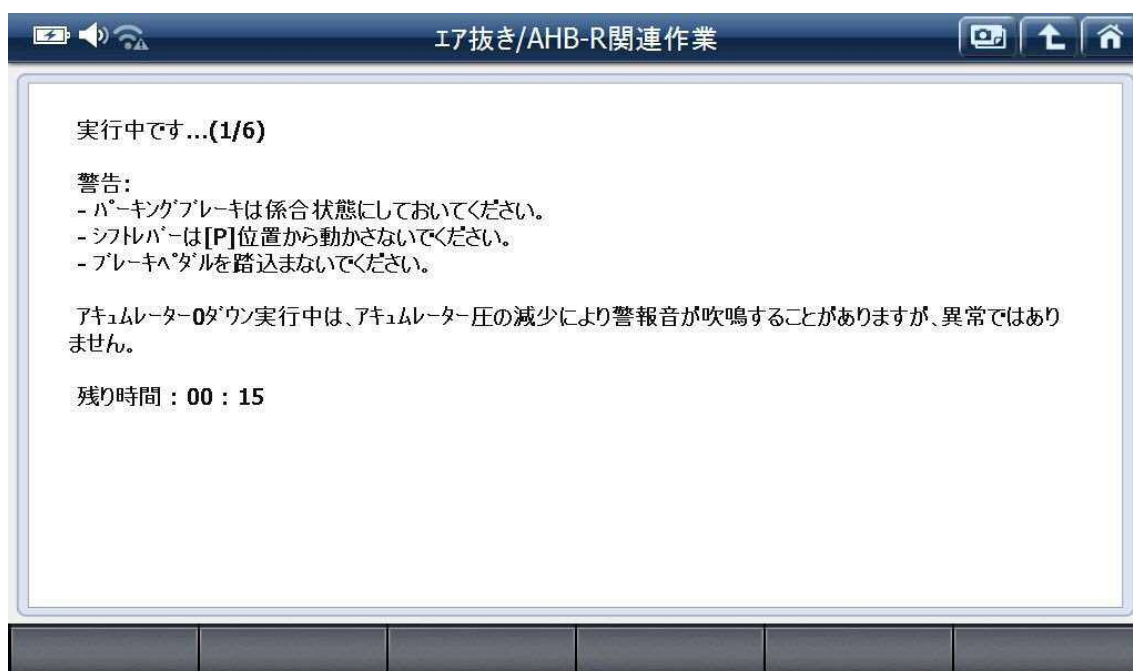 ｴｱ抜き/AHB-R関連作業
実行中です...(1/6)
警告:
- ﾊﾟｰｷﾝｸﾞﾌﾞﾚｰｷは係合状態にしておいてください。
- ｼﾌﾄﾚﾊﾞｰは[P]位置から動かさないでください。
- ﾌﾞﾚｰｷﾍﾟﾀﾞﾙを踏込まないでください。
ｱｷｭﾑﾚｰﾀｰ0ﾀﾞｳﾝ実行中は、ｱｷｭﾑﾚｰﾀｰ圧の減少により警報音が吹鳴することがありますが、異常ではあり
ません。
残り時間 : 00 : 15